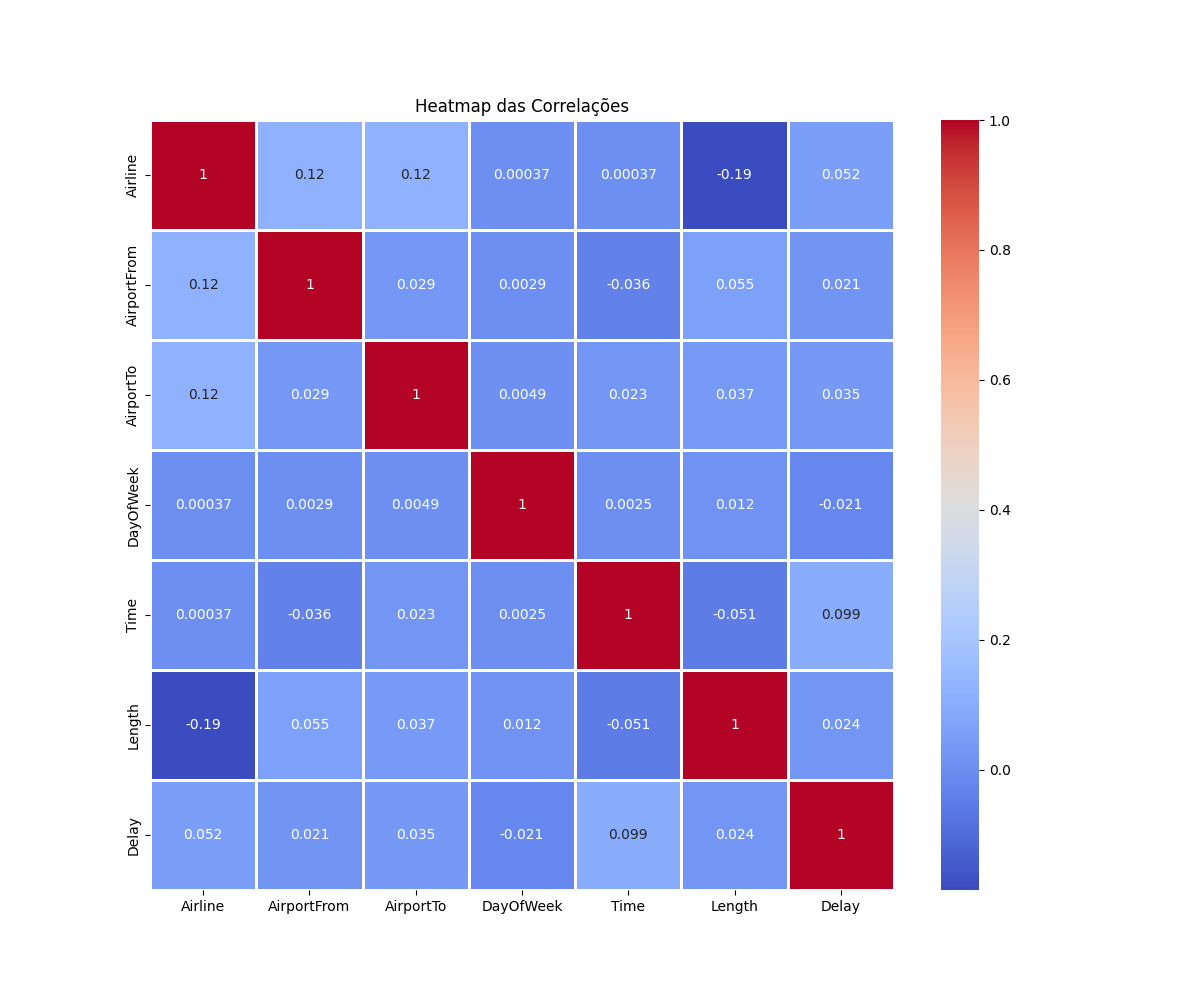 Heatmap das Correlações
Airline 1 0.12 0.12 0.00037 0.00037 -0.19 0.052
AirportFrom 0.12 1 0.029 0.0029 -0.036 0.055 0.021
AirportTo 0.12 0.029 1 0.0049 0.023 0.037 0.035
DayOfWeek 0.00037 0.0029 0.0049 1 0.0025 0.012 -0.021
Time 0.00037 -0.036 0.023 0.0025 1 -0.051 0.099
Length -0.19 0.055 0.037 0.012 -0.051 1 0.024
Delay 0.052 0.021 0.035 -0.021 0.099 0.024 1
Airline AirportFrom AirportTo DayOfWeek Time Length Delay
1.0
0.8
0.6
0.4
0.2
0.0